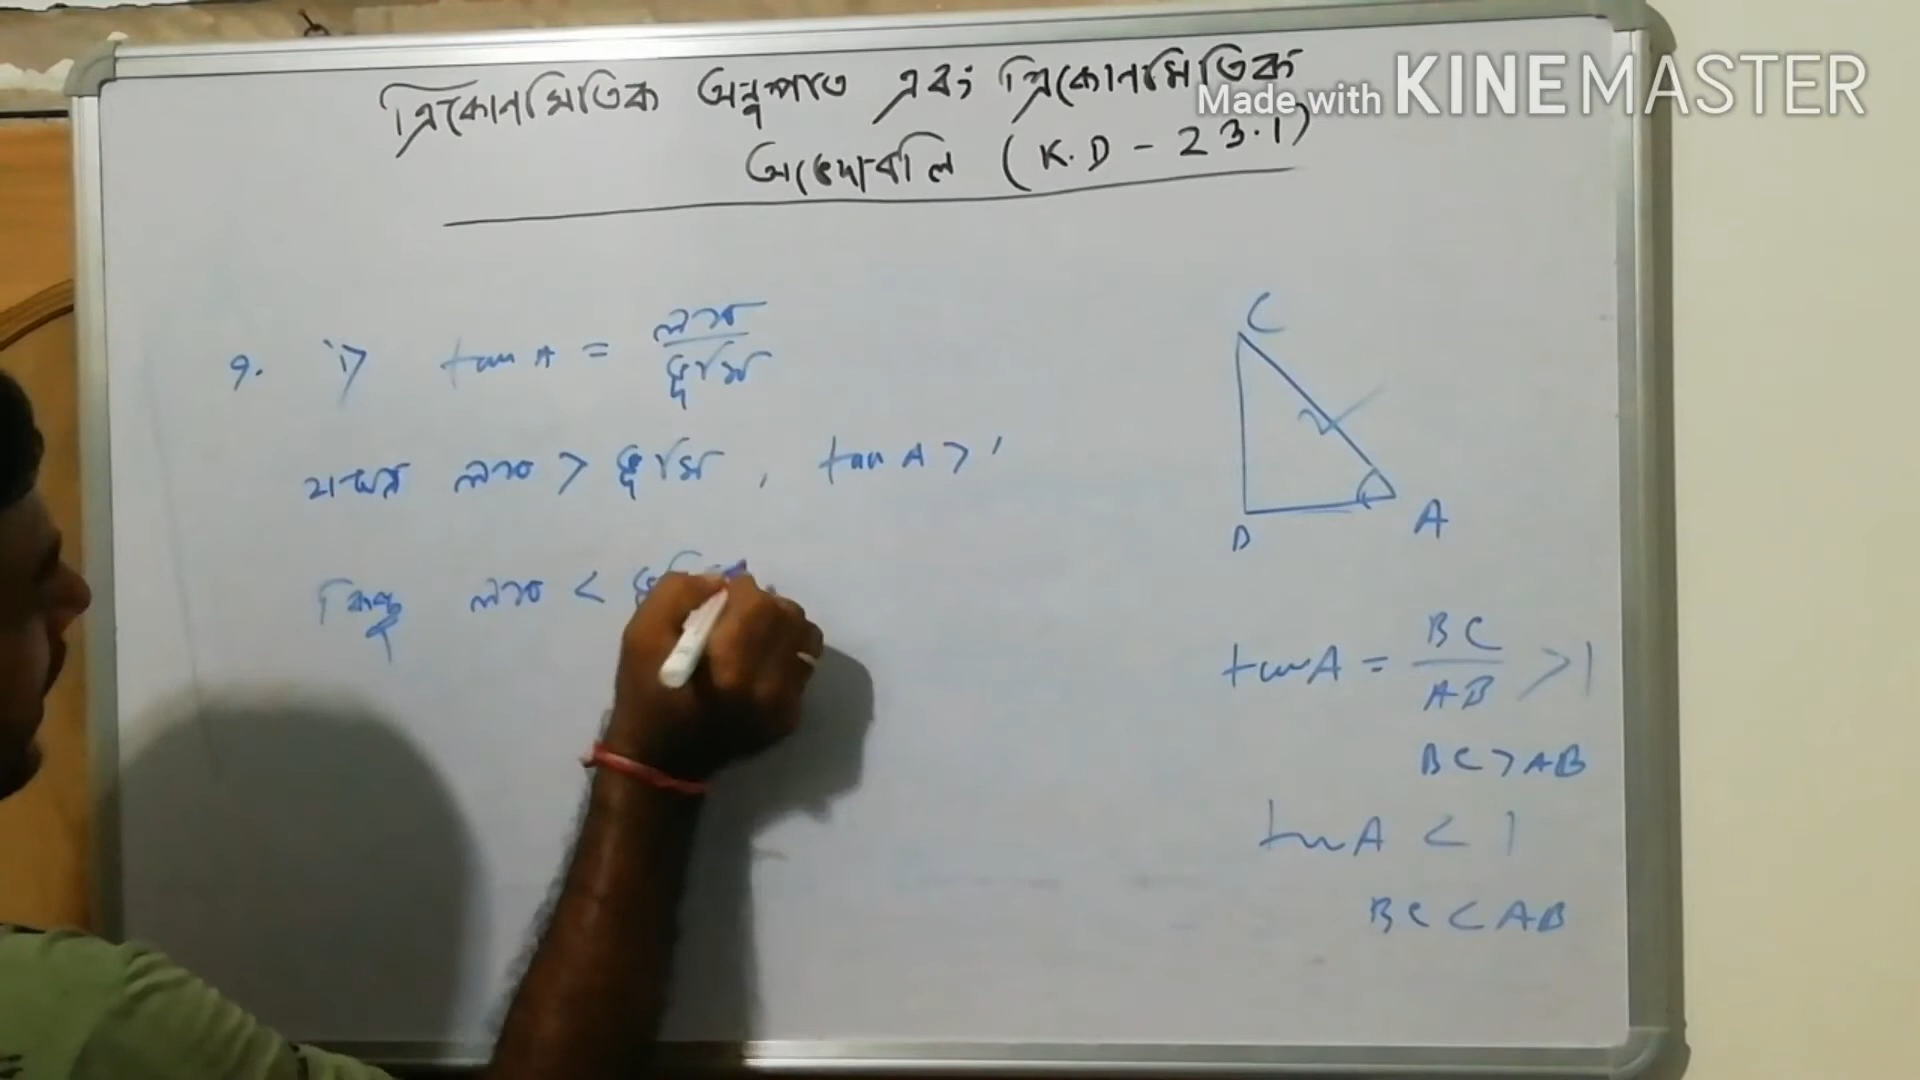 ত্রিকোনমিতিক অনুপাত এবং ত্রিকোনমিতিক
অভেদাবলি (K.D - 23.1)
Made with KINEMASTER
9. i> tan A = লম্ব / ভূমি
যখন লম্ব > ভূমি, tan A > 1
কিন্তু লম্ব <
C
B
A
tan A = BC / AB > 1
BC > AB
tan A < 1
BC < AB